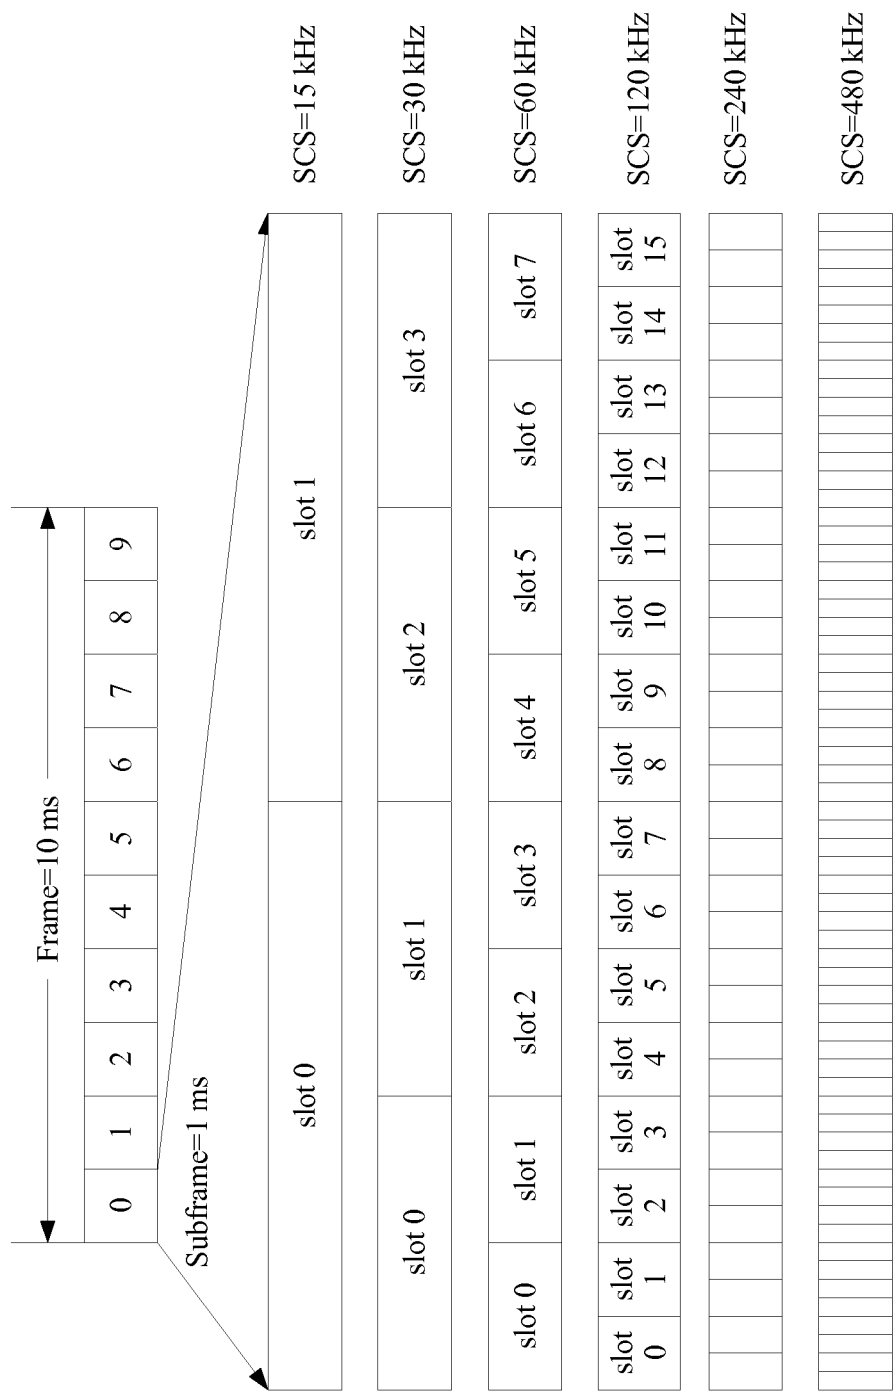 Frame=10 ms
0 1 2 3 4 5 6 7 8 9
Subframe=1 ms
slot 0 slot 1 SCS=15 kHz
slot 0 slot 1 slot 2 slot 3 SCS=30 kHz
slot 0 slot 1 slot 2 slot 3 slot 4 slot 5 slot 6 slot 7 SCS=60 kHz
slot slot slot slot slot slot slot slot slot slot slot slot slot slot slot slot SCS=120 kHz
0 1 2 3 4 5 6 7 8 9 10 11 12 13 14 15
SCS=240 kHz
SCS=480 kHz